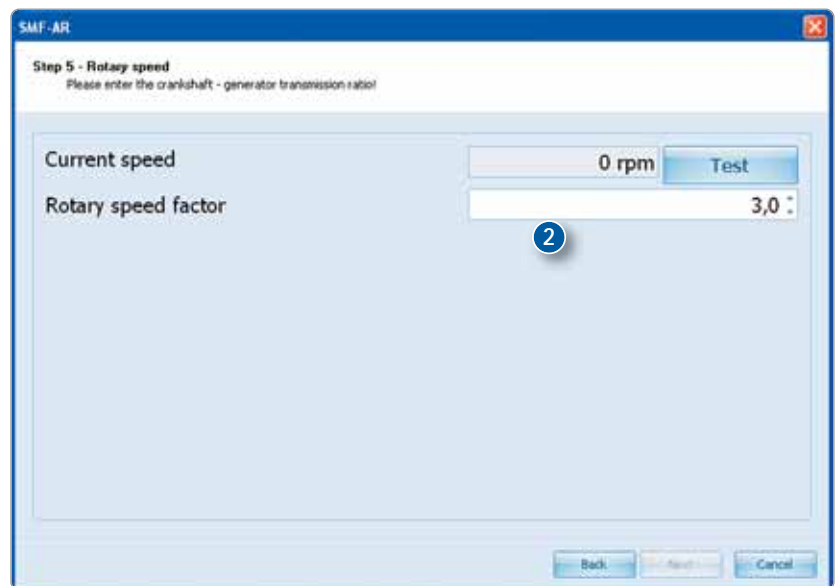 SMF-AR
Step 5 - Rotary speed
Please enter the crankshaft - generator transmission ratio!
Current speed 0 rpm Test
Rotary speed factor 3,0
2
Back Next Cancel